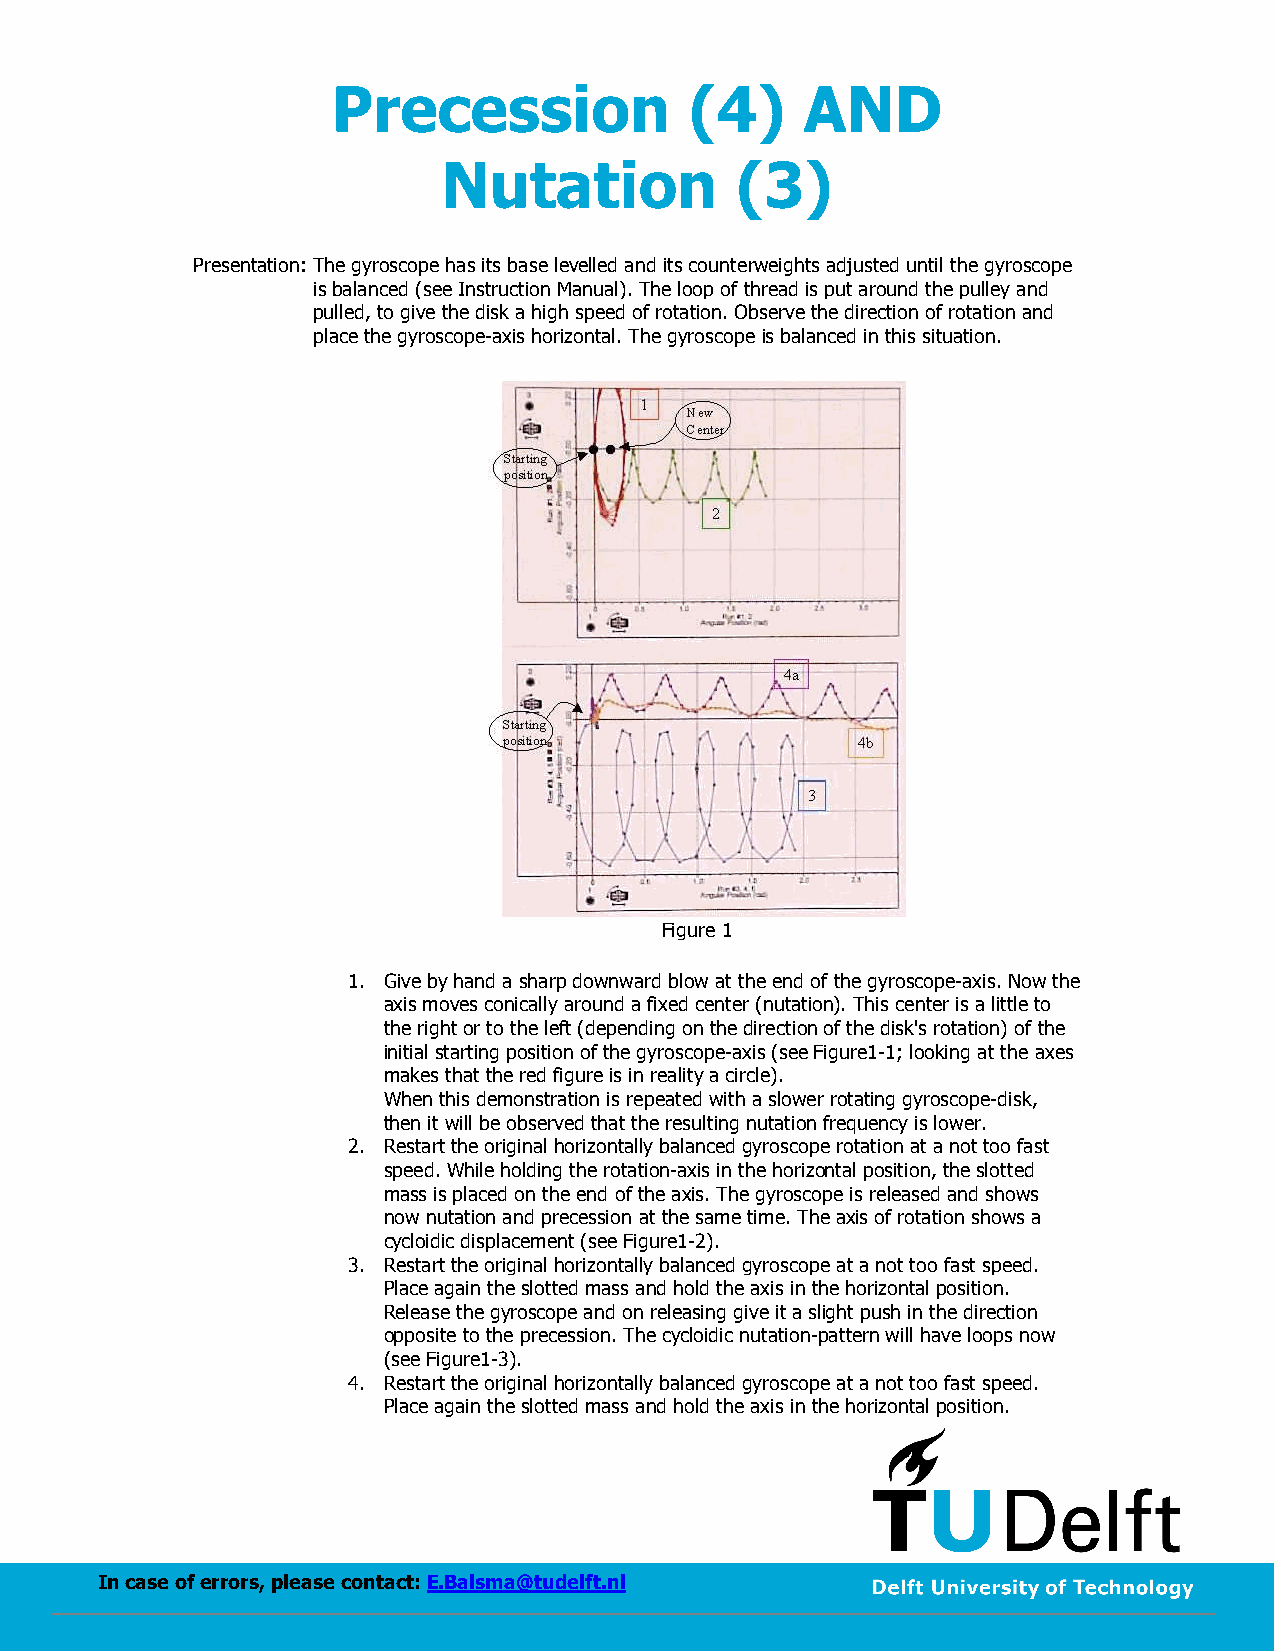 Precession (4) AND
Nutation (3)
Presentation: The gyroscope has its base levelled and its counterweights adjusted until the gyroscope
is balanced (see Instruction Manual). The loop of thread is put around the pulley and
pulled, to give the disk a high speed of rotation. Observe the direction of rotation and
place the gyroscope-axis horizontal. The gyroscope is balanced in this situation.
1
New
Center
Starting
position
2
0
0.5
1.0
1.5
2.0
2.5
3.0
Angular Position (rad)
4a
Starting
position
4b
3
0
0.5
1.0
1.5
2.0
2.5
Angular Position (rad)
Figure 1
1. Give by hand a sharp downward blow at the end of the gyroscope-axis. Now the
axis moves conically around a fixed center (nutation). This center is a little to
the right or to the left (depending on the direction of the disk's rotation) of the
initial starting position of the gyroscope-axis (see Figure1-1; looking at the axes
makes that the red figure is in reality a circle).
When this demonstration is repeated with a slower rotating gyroscope-disk,
then it will be observed that the resulting nutation frequency is lower.
2. Restart the original horizontally balanced gyroscope rotation at a not too fast
speed. While holding the rotation-axis in the horizontal position, the slotted
mass is placed on the end of the axis. The gyroscope is released and shows
now nutation and precession at the same time. The axis of rotation shows a
cycloidic displacement (see Figure1-2).
3. Restart the original horizontally balanced gyroscope at a not too fast speed.
Place again the slotted mass and hold the axis in the horizontal position.
Release the gyroscope and on releasing give it a slight push in the direction
opposite to the precession. The cycloidic nutation-pattern will have loops now
(see Figure1-3).
4. Restart the original horizontally balanced gyroscope at a not too fast speed.
Place again the slotted mass and hold the axis in the horizontal position.
TUDelft
In case of errors, please contact: E.Balsma@tudelft.nl
Delft University of Technology